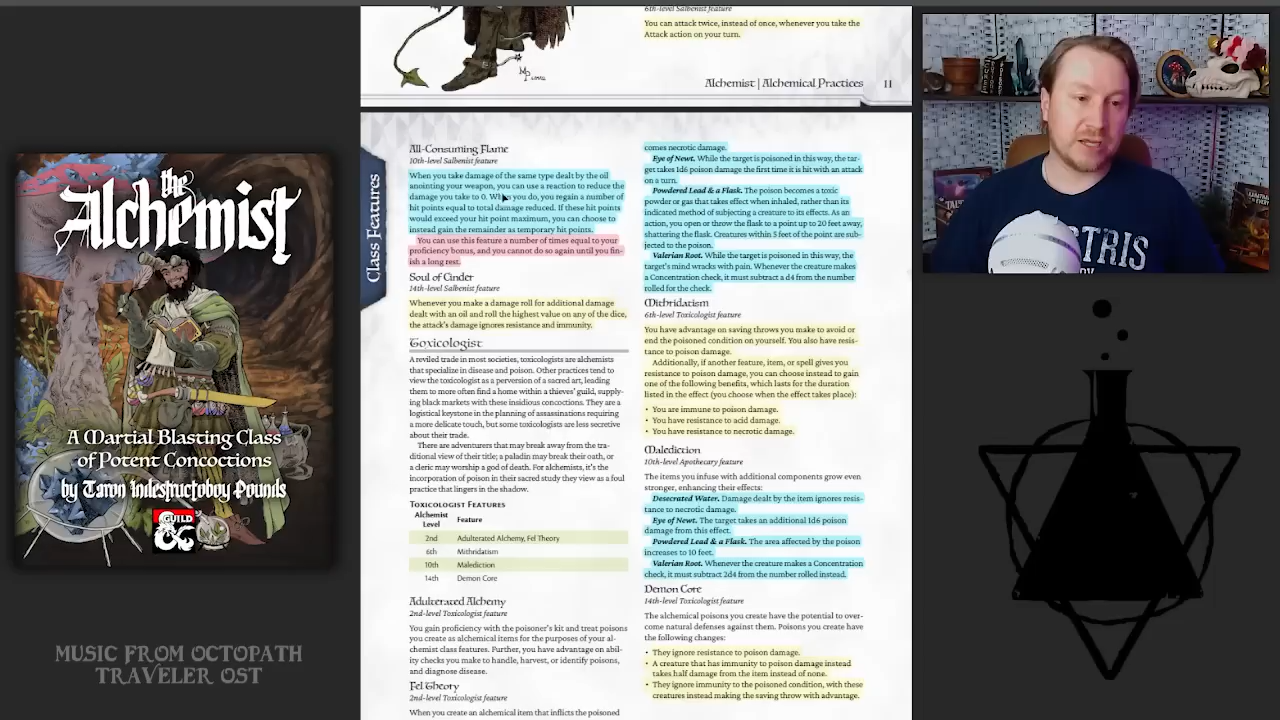 the
Alchemist
A Martial Blasting Class
of Potent Concoctions
by Taron Indestructoboy Pounds
GUILD
MUSIC FROM OCTOPATH
TRAVELER OST
6th-level Salbenist feature
You can attack twice, instead of once, whenever you take the
Attack action on your turn.
Alchemist | Alchemical Practices 11
Class Features
All-Consuming Flame
10th-level Salbenist feature
When you take damage of the same type dealt by the oil
anointing your weapon, you can use a reaction to reduce the
damage you take to 0. When you do, you regain a number of
hit points equal to total damage reduced. If these hit points
would exceed your hit point maximum, you can choose to
instead gain the remainder as temporary hit points.
You can use this feature a number of times equal to your
proficiency bonus, and you cannot do so again until you fin-
ish a long rest.
Soul of Cinder
14th-level Salbenist feature
Whenever you make a damage roll for additional damage
dealt with an oil and roll the highest value on any of the dice,
the attack's damage ignores resistance and immunity.
Toxicologist
A reviled trade in most societies, toxicologists are alchemists
that specialize in disease and poison. Other practices tend to
view the toxicologist as a perversion of a sacred art, leading
them to more often find a home within a thieves' guild, supply-
ing black markets with these insidious concoctions. They are a
logistical keystone in the planning of assassinations requiring
a more delicate touch, but some toxicologists are less secretive
about their trade.
There are adventurers that may break away from the tra-
ditional view of their title; a paladin may break their oath, or
a cleric may worship a god of death. For alchemists, it's the
incorporation of poison in their sacred study they view as a foul
practice that lingers in the shadow.
Toxicologist Features
Alchemist
Level Feature
2nd Adulterated Alchemy, Fel Theory
6th Mithridatism
10th Malediction
14th Demon Core
Adulterated Alchemy
2nd-level Toxicologist feature
You gain proficiency with the poisoner's kit and treat poisons
you create as alchemical items for the purposes of your al-
chemist class features. Further, you have advantage on abil-
ity checks you make to handle, harvest, or identify poisons,
and diagnose disease.
Fel Theory
2nd-level Toxicologist feature
When you create an alchemical item that inflicts the poisoned
comes necrotic damage.
Eye of Newt. While the target is poisoned in this way, the tar-
get takes 1d6 poison damage the first time it is hit with an attack
on a turn.
Powdered Lead & a Flask. The poison becomes a toxic
powder or gas that takes effect when inhaled, rather than its
indicated method of subjecting a creature to its effects. As an
action, you open or throw the flask to a point up to 20 feet away,
shattering the flask. Creatures within 5 feet of the point are sub-
jected to the poison.
Valerian Root. While the target is poisoned in this way, the
target's mind wracks with pain. Whenever the creature makes
a Concentration check, it must subtract a d4 from the number
rolled for the check.
Mithridatism
6th-level Toxicologist feature
You have advantage on saving throws you make to avoid or
end the poisoned condition on yourself. You also have resis-
tance to poison damage.
Additionally, if another feature, item, or spell gives you
resistance to poison damage, you can choose instead to gain
one of the following benefits, which lasts for the duration
listed in the effect (you choose when the effect takes place):
• You are immune to poison damage.
• You have resistance to acid damage.
• You have resistance to necrotic damage.
Malediction
10th-level Apothecary feature
The items you infuse with additional components grow even
stronger, enhancing their effects:
Desecrated Water. Damage dealt by the item ignores resis-
tance to necrotic damage.
Eye of Newt. The target takes an additional 1d6 poison
damage from this effect.
Powdered Lead & a Flask. The area affected by the poison
increases to 10 feet.
Valerian Root. Whenever the creature makes a Concentration
check, it must subtract 2d4 from the number rolled instead.
Demon Core
14th-level Toxicologist feature
The alchemical poisons you create have the potential to over-
come natural defenses against them. Poisons you create have
the following changes:
• They ignore resistance to poison damage.
• A creature that has immunity to poison damage instead
takes half damage from the item instead of none.
• They ignore immunity to the poisoned condition, with these
creatures instead making the saving throw with advantage.